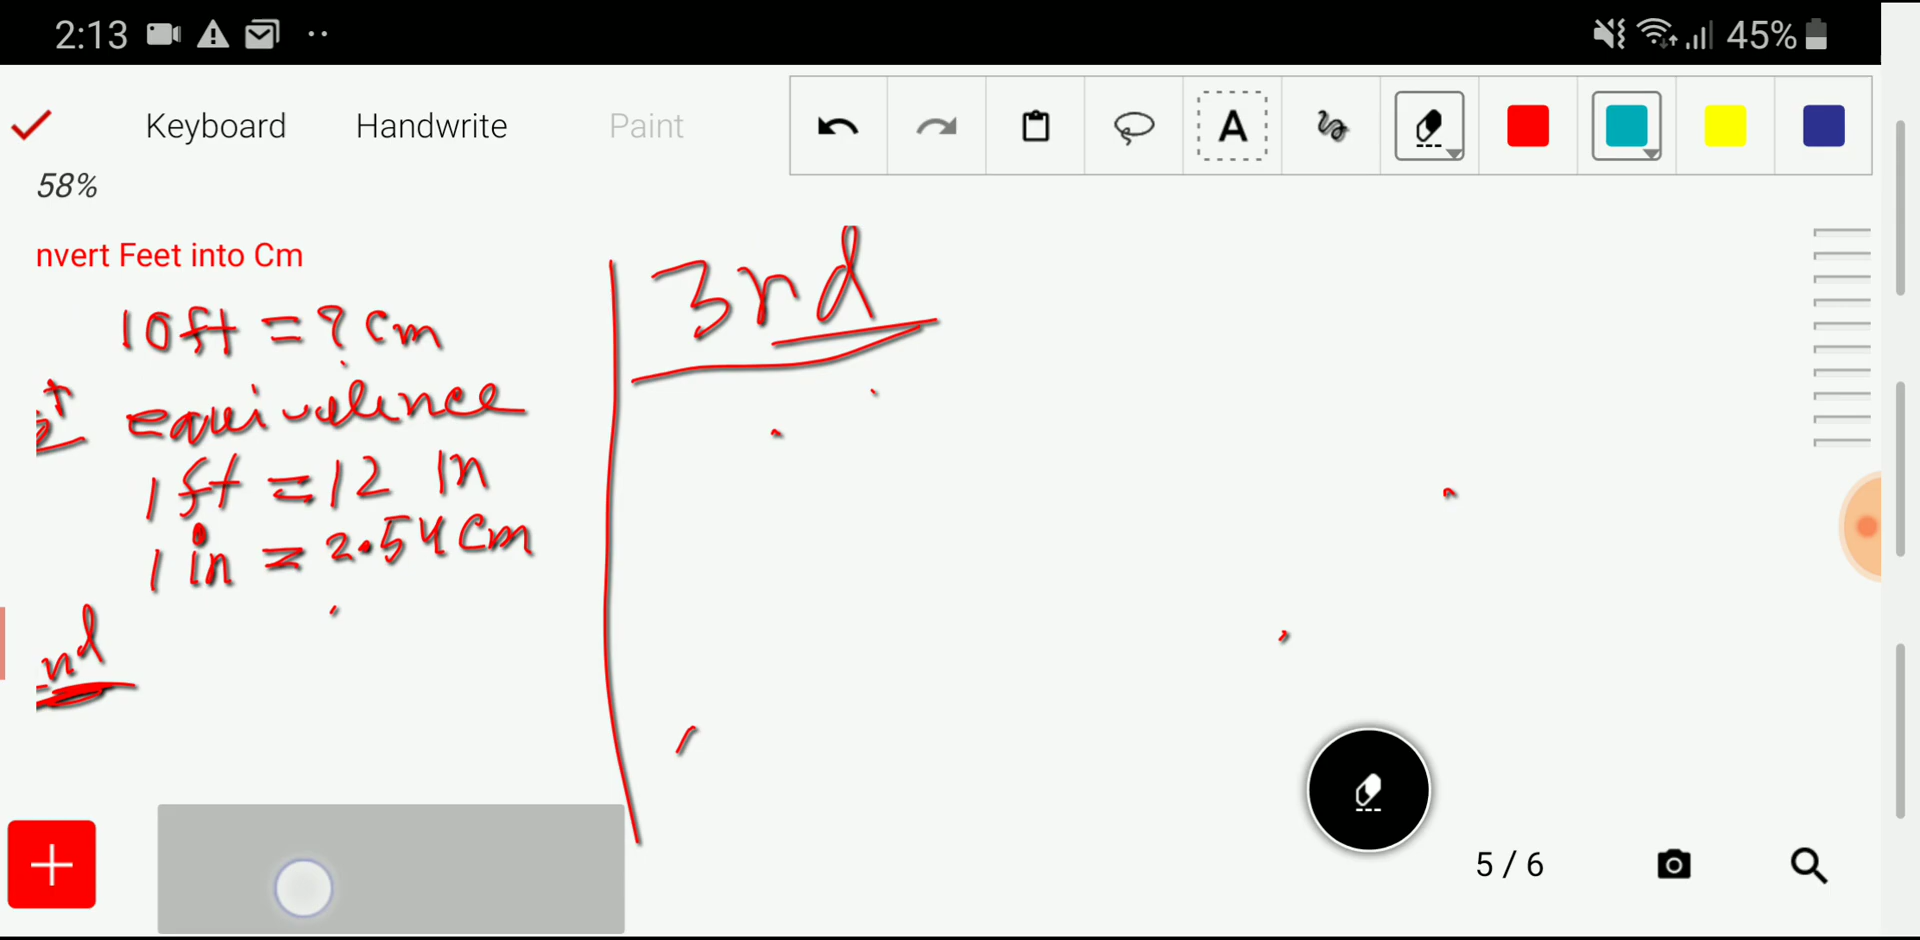 2:13
45%
Keyboard Handwrite Paint
A
58%
nvert Feet into Cm
10ft = ? Cm
equivalence
1 ft = 12 In
1 in = 2.54 Cm
nd
3rd
5 / 6